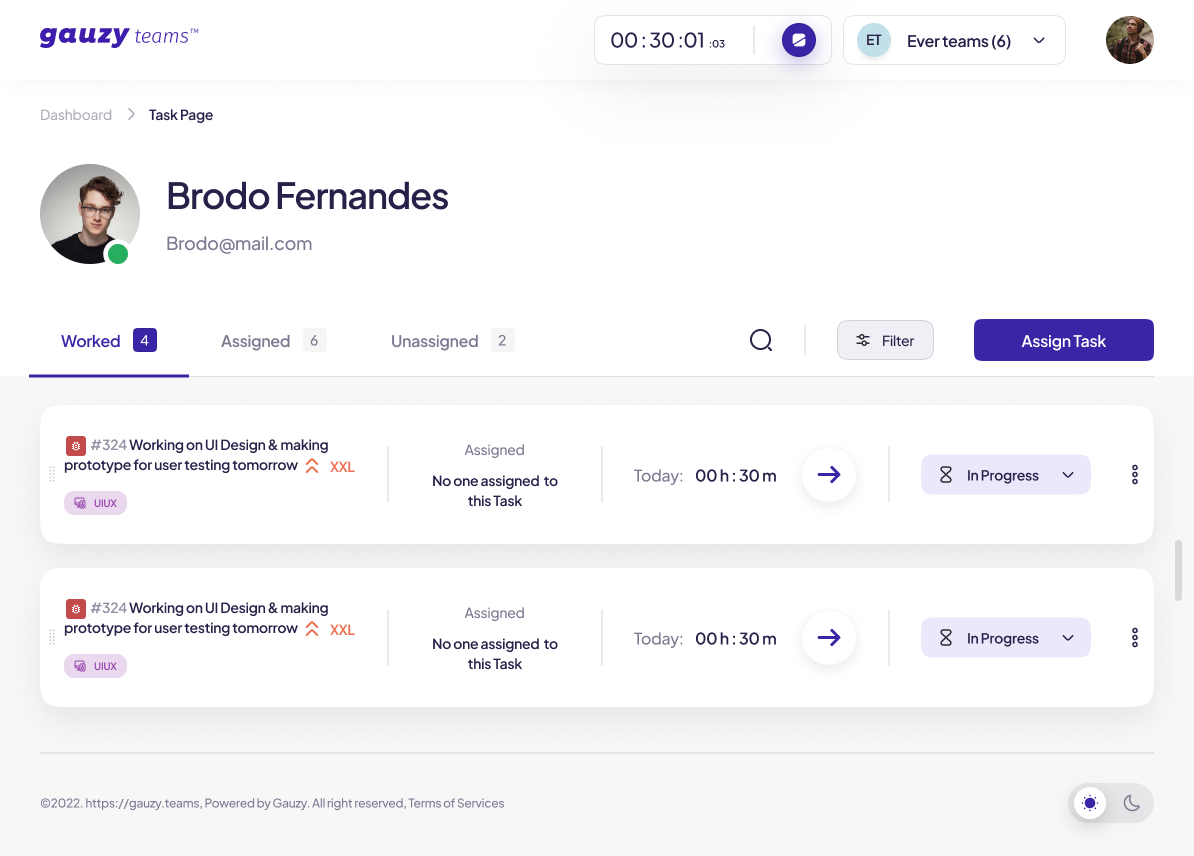 gauzy teams™
00 : 30 :01 :03
ET
Ever teams (6)
Dashboard
Task Page
Brodo Fernandes
Brodo@mail.com
Worked 4
Assigned 6
Unassigned 2
Filter
Assign Task
#324 Working on UI Design & making
prototype for user testing tomorrow XXL
UIUX
Assigned
No one assigned to
this Task
Today: 00 h : 30 m
In Progress
#324 Working on UI Design & making
prototype for user testing tomorrow XXL
UIUX
Assigned
No one assigned to
this Task
Today: 00 h : 30 m
In Progress
©2022. https://gauzy.teams, Powered by Gauzy. All right reserved, Terms of Services